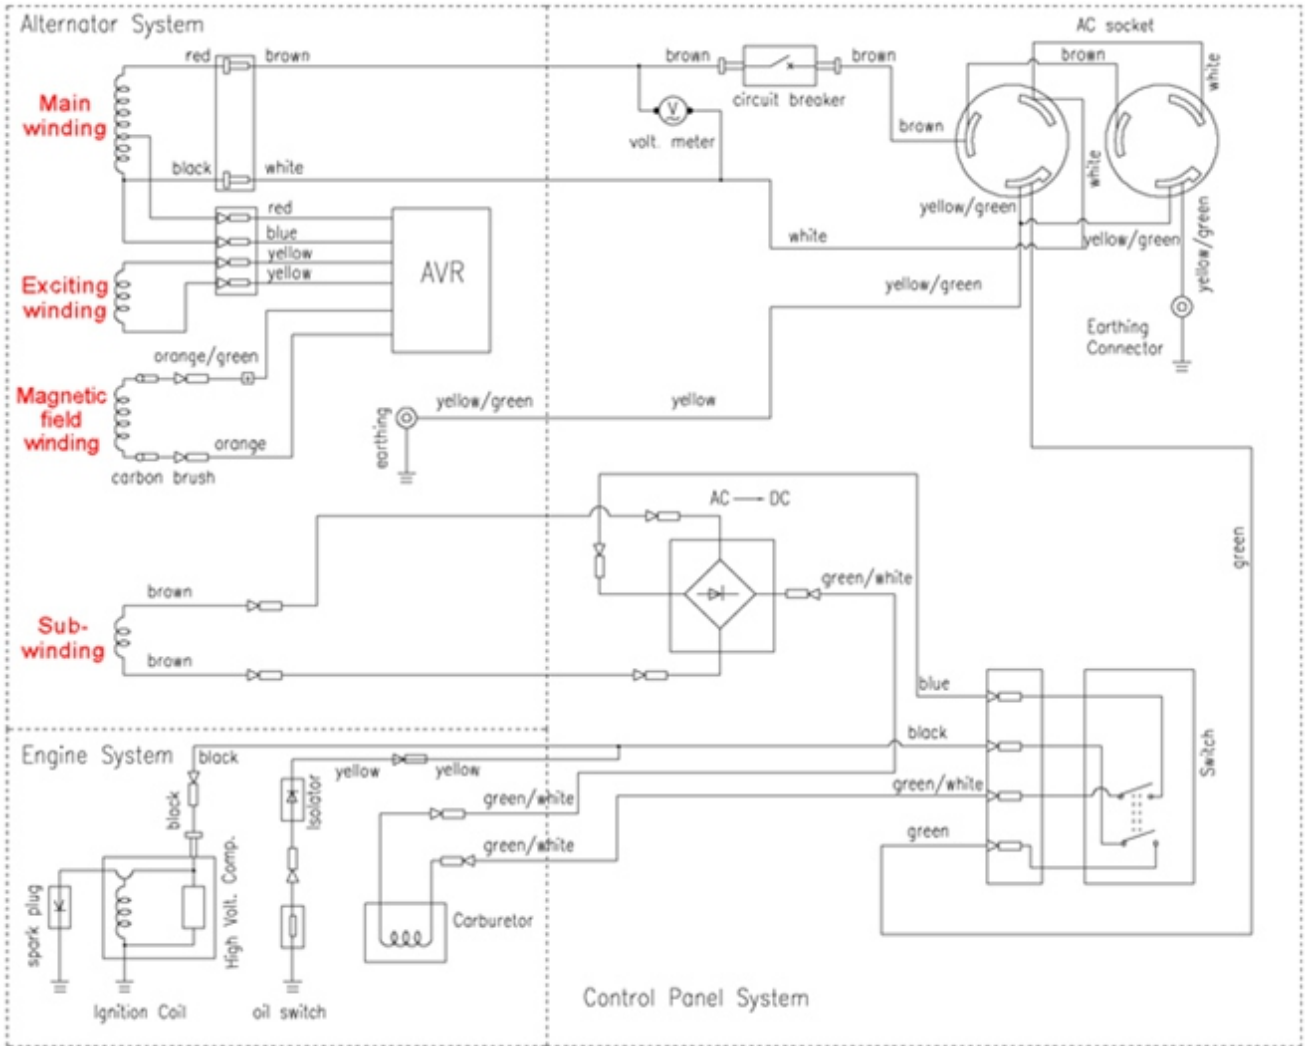 Alternator System
AC socket
red
brown
brown
brown
brown
white
Main
winding
circuit breaker
V
volt. meter
brown
black
white
white
red
yellow/green
blue
white
yellow/green
yellow/green
yellow
yellow
AVR
Exciting
winding
yellow/green
Earthing
Connector
orange/green
Magnetic
field
winding
yellow/green
yellow
earthing
orange
carbon brush
AC → DC
green
brown
green/white
Sub-
winding
brown
blue
Engine System
black
black
Switch
yellow
yellow
Isolator
green/white
green/white
black
green
green/white
High Volt. Comp.
spark plug
Carburetor
Ignition Coil
oil switch
Control Panel System